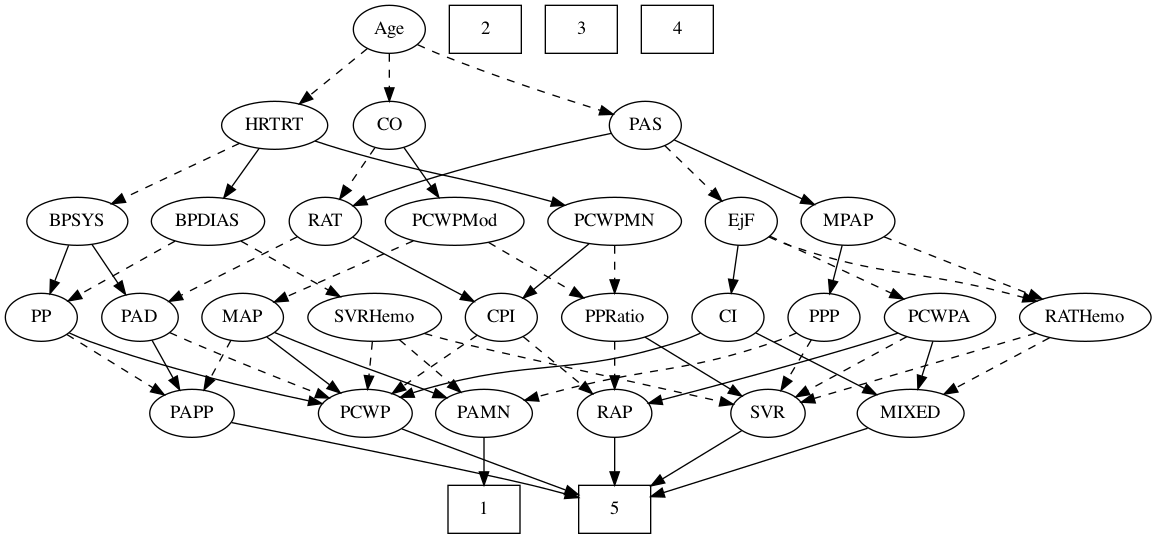 Age
2
3
4
HRTRT
CO
PAS
BPSYS
BPDIAS
RAT
PCWPMod
PCWPMN
EjF
MPAP
PP
PAD
MAP
SVRHemo
CPI
PPRatio
CI
PPP
PCWPA
RATHemo
PAPP
PCWP
PAMN
RAP
SVR
MIXED
1
5